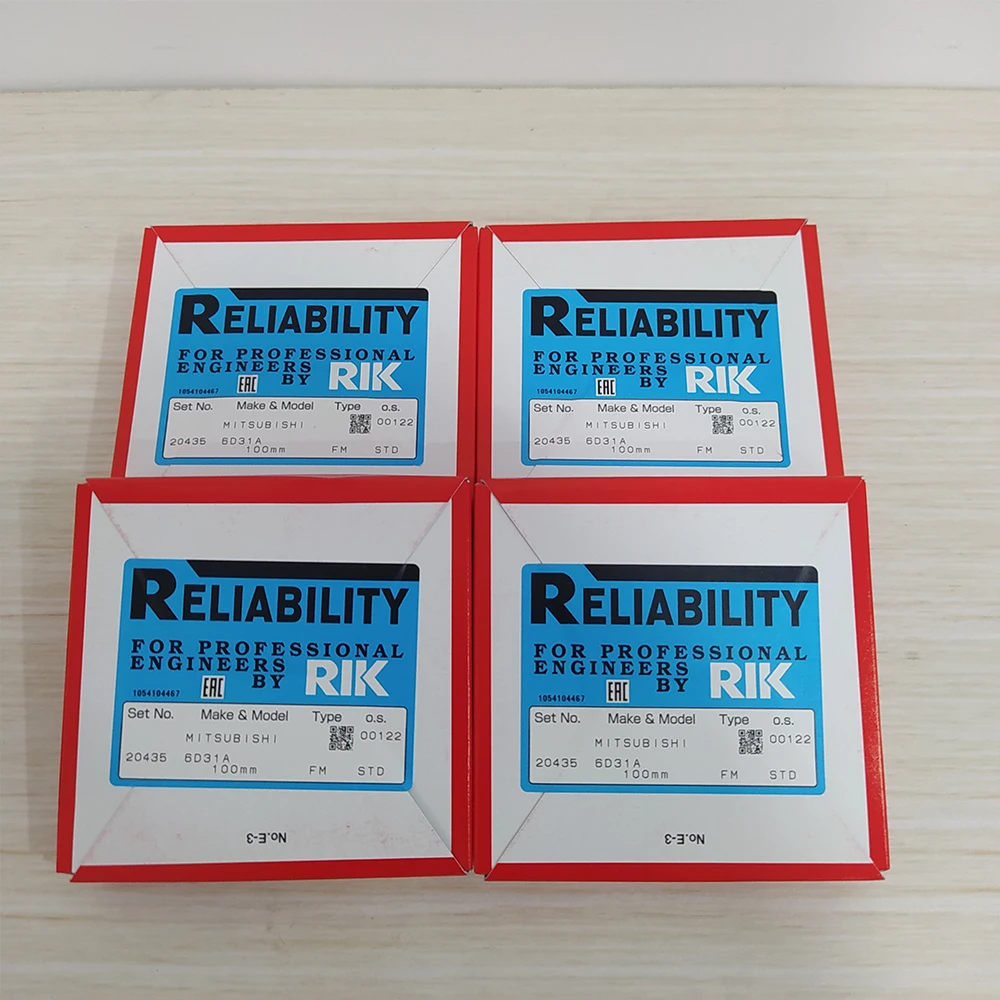 RELIABILITY
FOR PROFESSIONAL
ENGINEERS
BY RIK
1054104467 EAC
Set No. Make & Model Type o.s.
MITSUBISHI 00122
20435 6D31A
100mm FM STD
RELIABILITY
FOR PROFESSIONAL
ENGINEERS
BY RIK
1054104467 EAC
Set No. Make & Model Type o.s.
MITSUBISHI 00122
20435 6D31A
100mm FM STD
RELIABILITY
FOR PROFESSIONAL
ENGINEERS
BY RIK
1054104467 EAC
Set No. Make & Model Type o.s.
MITSUBISHI 00122
20435 6D31A
100mm FM STD
No.E-3
RELIABILITY
FOR PROFESSIONAL
ENGINEERS
BY RIK
1054104467 EAC
Set No. Make & Model Type o.s.
MITSUBISHI 00122
20435 6D31A
100mm FM STD
No.E-3